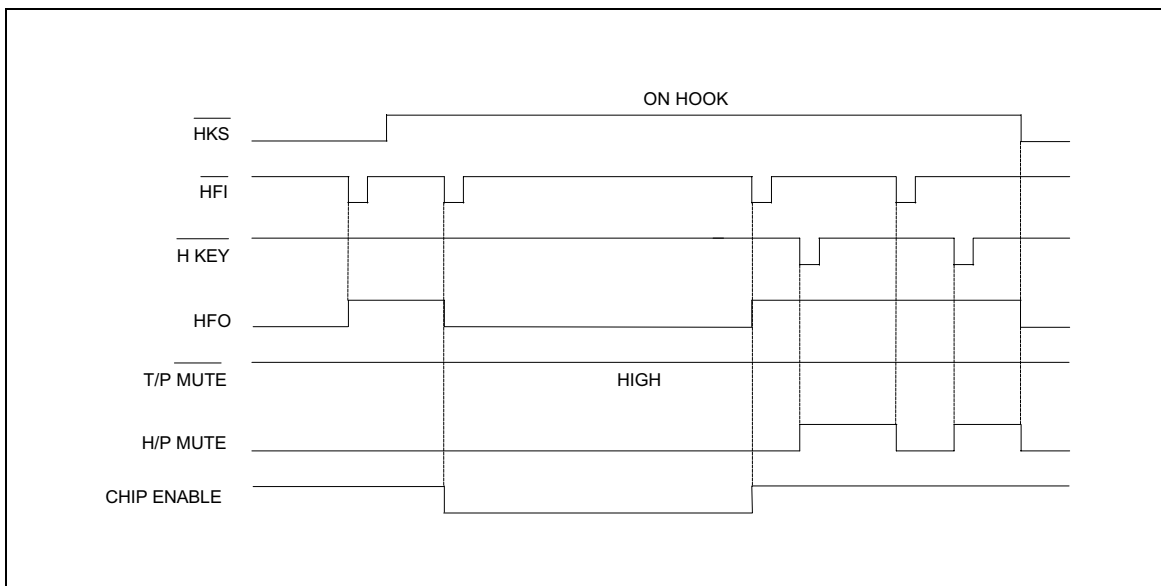 ON HOOK
HKS
HFI
H KEY
HFO
T/P MUTE
HIGH
H/P MUTE
CHIP ENABLE